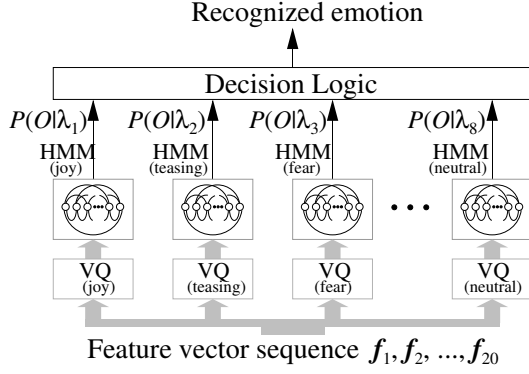 Recognized emotion
Decision Logic
P(O|λ₁) P(O|λ₂) P(O|λ₃) P(O|λ₈)
HMM HMM HMM HMM
(joy) (teasing) (fear) (neutral)
VQ VQ VQ VQ
(joy) (teasing) (fear) (neutral)
Feature vector sequence f₁, f₂, ..., f₂₀